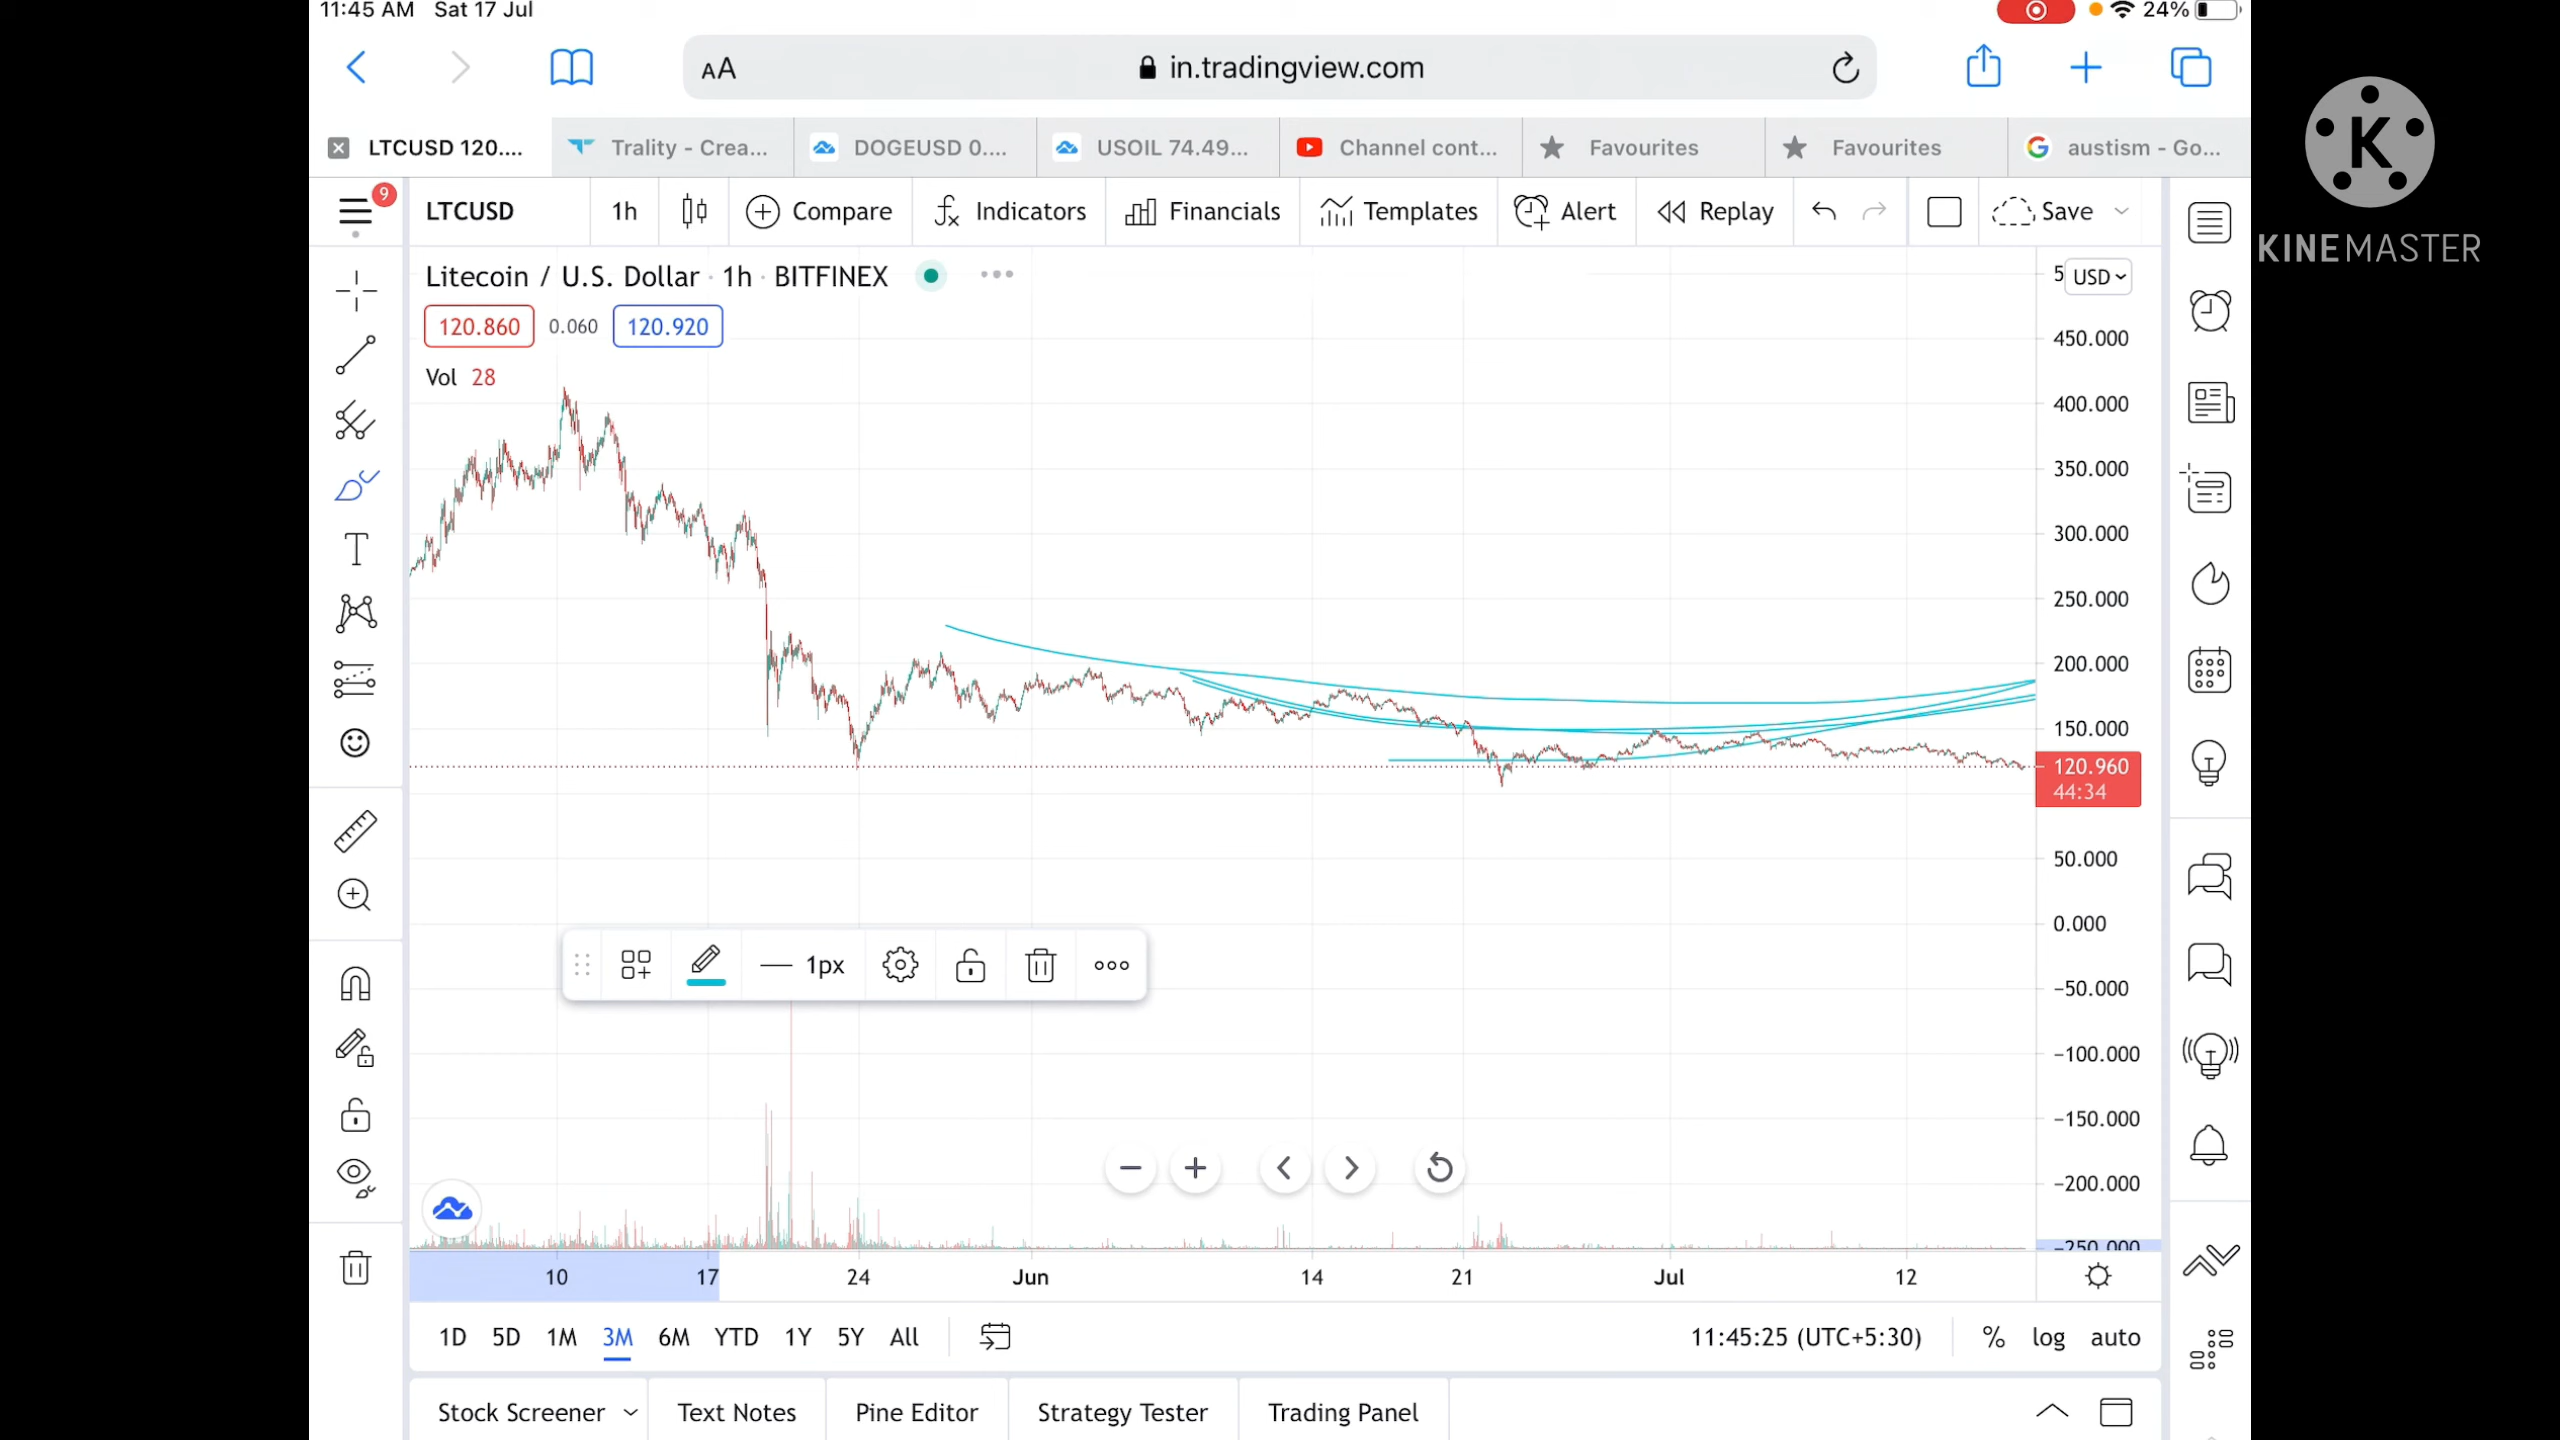 11:45 AM Sat 17 Jul
24%
AA in.tradingview.com
LTCUSD 120....
Trality - Crea...
DOGEUSD 0....
USOIL 74.49...
Channel cont...
Favourites
Favourites
austism - Go...
KINEMASTER
9
LTCUSD
1h
Compare
Indicators
Financials
Templates
Alert
Replay
Save
Litecoin / U.S. Dollar · 1h · BITFINEX
120.860 0.060 120.920
Vol 28
5
USD
450.000
400.000
350.000
300.000
250.000
200.000
150.000
120.960
44:34
50.000
0.000
−50.000
−100.000
−150.000
−200.000
−250.000
1px
10 17 24 Jun 14 21 Jul 12
1D 5D 1M 3M 6M YTD 1Y 5Y All
11:45:25 (UTC+5:30)
% log auto
Stock Screener
Text Notes
Pine Editor
Strategy Tester
Trading Panel